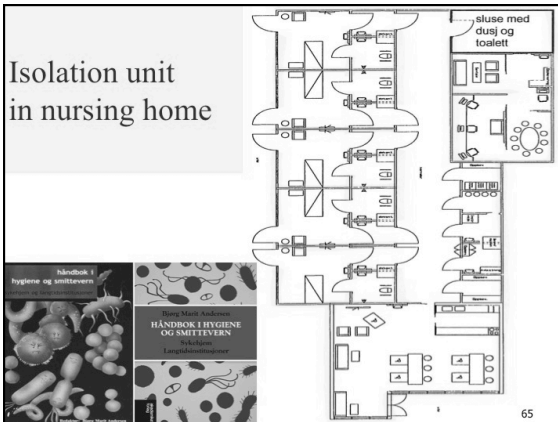 Isolation unit
in nursing home
sluse med
dusj og
toalett
håndbok i
hygiene og smittevern
Bjørg Marit Andersen
HÅNDBOK I HYGIENE
OG SMITTEVERN
Sykehjem
Langtidsinstitusjoner
65